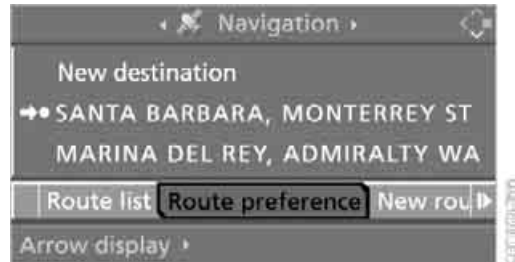 Navigation
New destination
SANTA BARBARA, MONTERREY ST
MARINA DEL REY, ADMIRALTY WA
Route list Route preference New rou
Arrow display